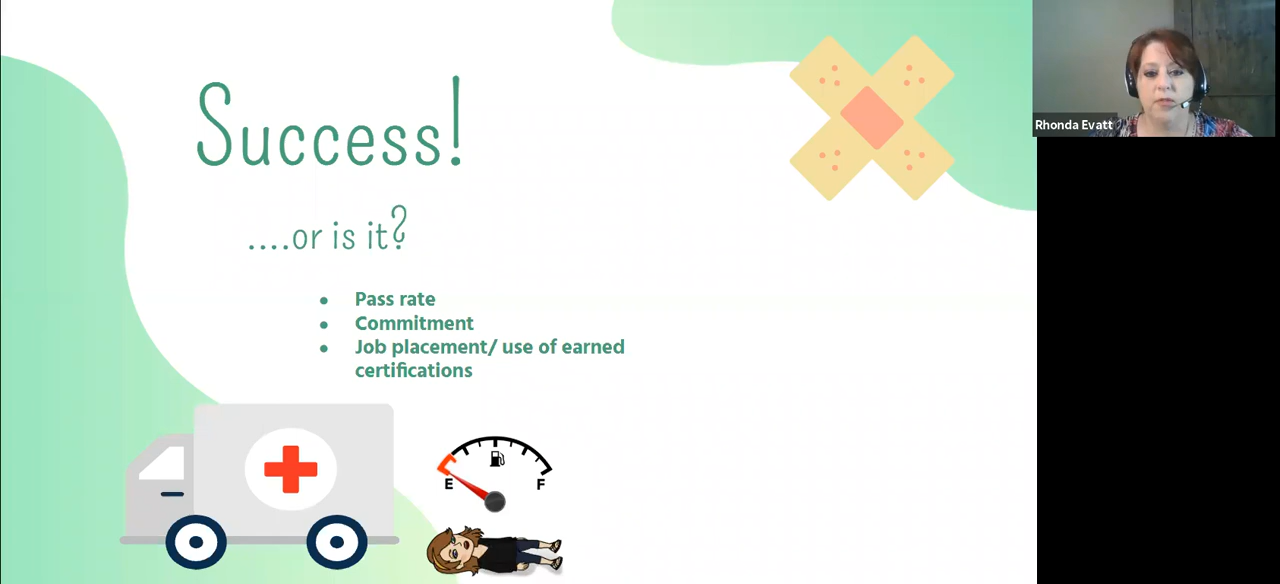 Success!
....or is it?
● Pass rate
● Commitment
● Job placement/ use of earned
certifications
E F
Rhonda Evatt